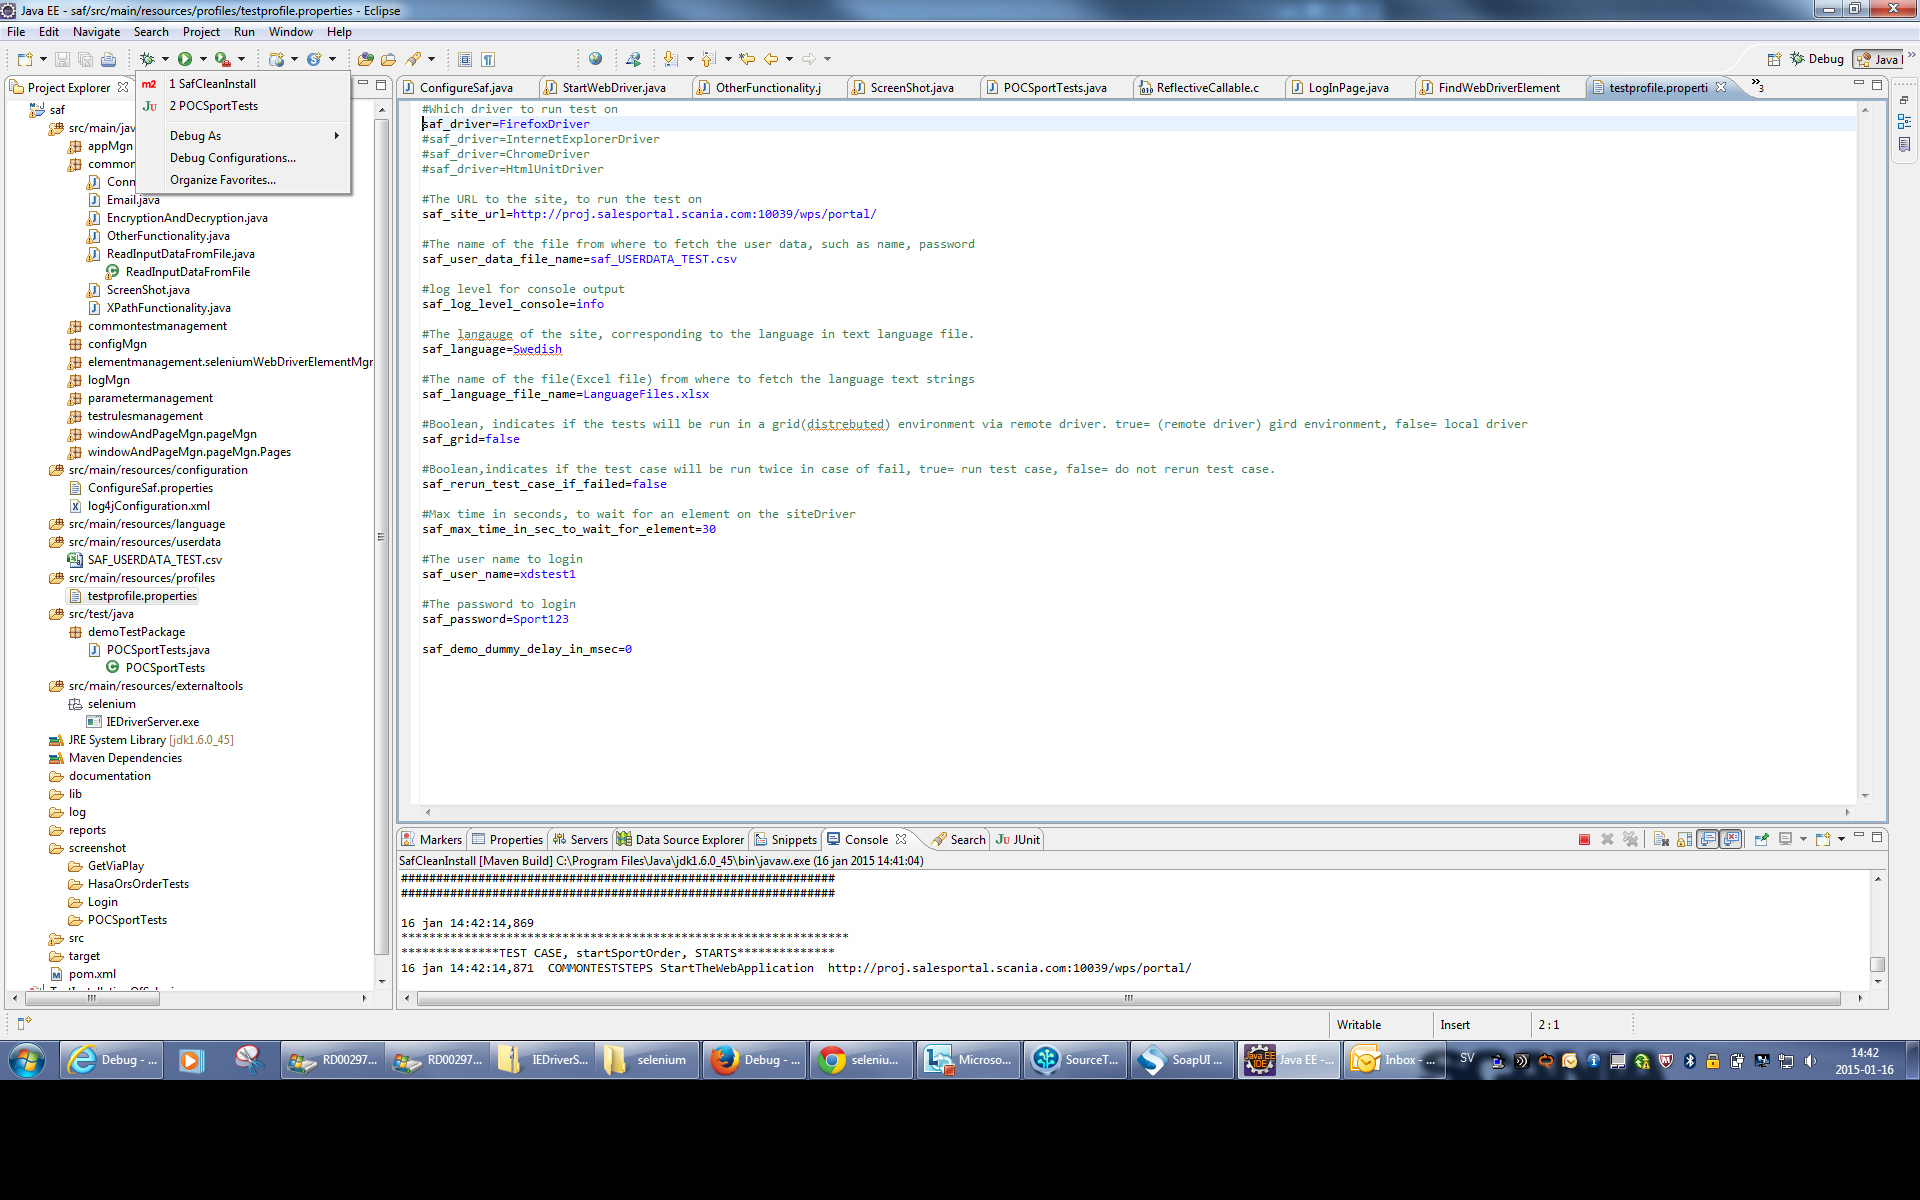 Java EE - saf/src/main/resources/profiles/testprofile.properties - Eclipse
File Edit Navigate Search Project Run Window Help
Debug Java
Project Explorer
1 SafCleanInstall
2 POCSportTests
Debug As
Debug Configurations...
Organize Favorites...
saf
src/main/jav
appMgn
common
Conn
Email.java
EncryptionAndDecryption.java
OtherFunctionality.java
ReadInputDataFromFile.java
ReadInputDataFromFile
ScreenShot.java
XPathFunctionality.java
commontestmanagement
configMgn
elementmanagement.seleniumWebDriverElementMgr
logMgn
parametermanagement
testrulesmanagement
windowAndPageMgn.pageMgn
windowAndPageMgn.pageMgn.Pages
src/main/resources/configuration
ConfigureSaf.properties
log4jConfiguration.xml
src/main/resources/language
src/main/resources/userdata
SAF_USERDATA_TEST.csv
src/main/resources/profiles
testprofile.properties
src/test/java
demoTestPackage
POCSportTests.java
POCSportTests
src/main/resources/externaltools
selenium
IEDriverServer.exe
JRE System Library [jdk1.6.0_45]
Maven Dependencies
documentation
lib
log
reports
screenshot
GetViaPlay
HasaOrsOrderTests
Login
POCSportTests
src
target
pom.xml
ConfigureSaf.java StartWebDriver.java OtherFunctionality.j ScreenShot.java POCSportTests.java ReflectiveCallable.c LogInPage.java FindWebDriverElement testprofile.properti »3
#Which driver to run test on
saf_driver=FirefoxDriver
#saf_driver=InternetExplorerDriver
#saf_driver=ChromeDriver
#saf_driver=HtmlUnitDriver
#The URL to the site, to run the test on
saf_site_url=http://proj.salesportal.scania.com:10039/wps/portal/
#The name of the file from where to fetch the user data, such as name, password
saf_user_data_file_name=saf_USERDATA_TEST.csv
#log level for console output
saf_log_level_console=info
#The langauge of the site, corresponding to the language in text language file.
saf_language=Swedish
#The name of the file(Excel file) from where to fetch the language text strings
saf_language_file_name=LanguageFiles.xlsx
#Boolean, indicates if the tests will be run in a grid(distrebuted) environment via remote driver. true= (remote driver) gird environment, false= local driver
saf_grid=false
#Boolean,indicates if the test case will be run twice in case of fail, true= run test case, false= do not rerun test case.
saf_rerun_test_case_if_failed=false
#Max time in seconds, to wait for an element on the siteDriver
saf_max_time_in_sec_to_wait_for_element=30
#The user name to login
saf_user_name=xdstest1
#The password to login
saf_password=Sport123
saf_demo_dummy_delay_in_msec=0
Markers Properties Servers Data Source Explorer Snippets Console Search JUnit
SafCleanInstall [Maven Build] C:\Program Files\Java\jdk1.6.0_45\bin\javaw.exe (16 jan 2015 14:41:04)
##############################################################
##############################################################
16 jan 14:42:14,869
****************************************************************
**************TEST CASE, startSportOrder, STARTS**************
16 jan 14:42:14,871  COMMONTESTSTEPS StartTheWebApplication  http://proj.salesportal.scania.com:10039/wps/portal/
Writable Insert 2 : 1
Debug - ... RD00297... RD00297... IEDriverS... selenium Debug - ... seleniu... Microso... SourceT... SoapUI ... Java EE -... Inbox - ... SV
14:42
2015-01-16